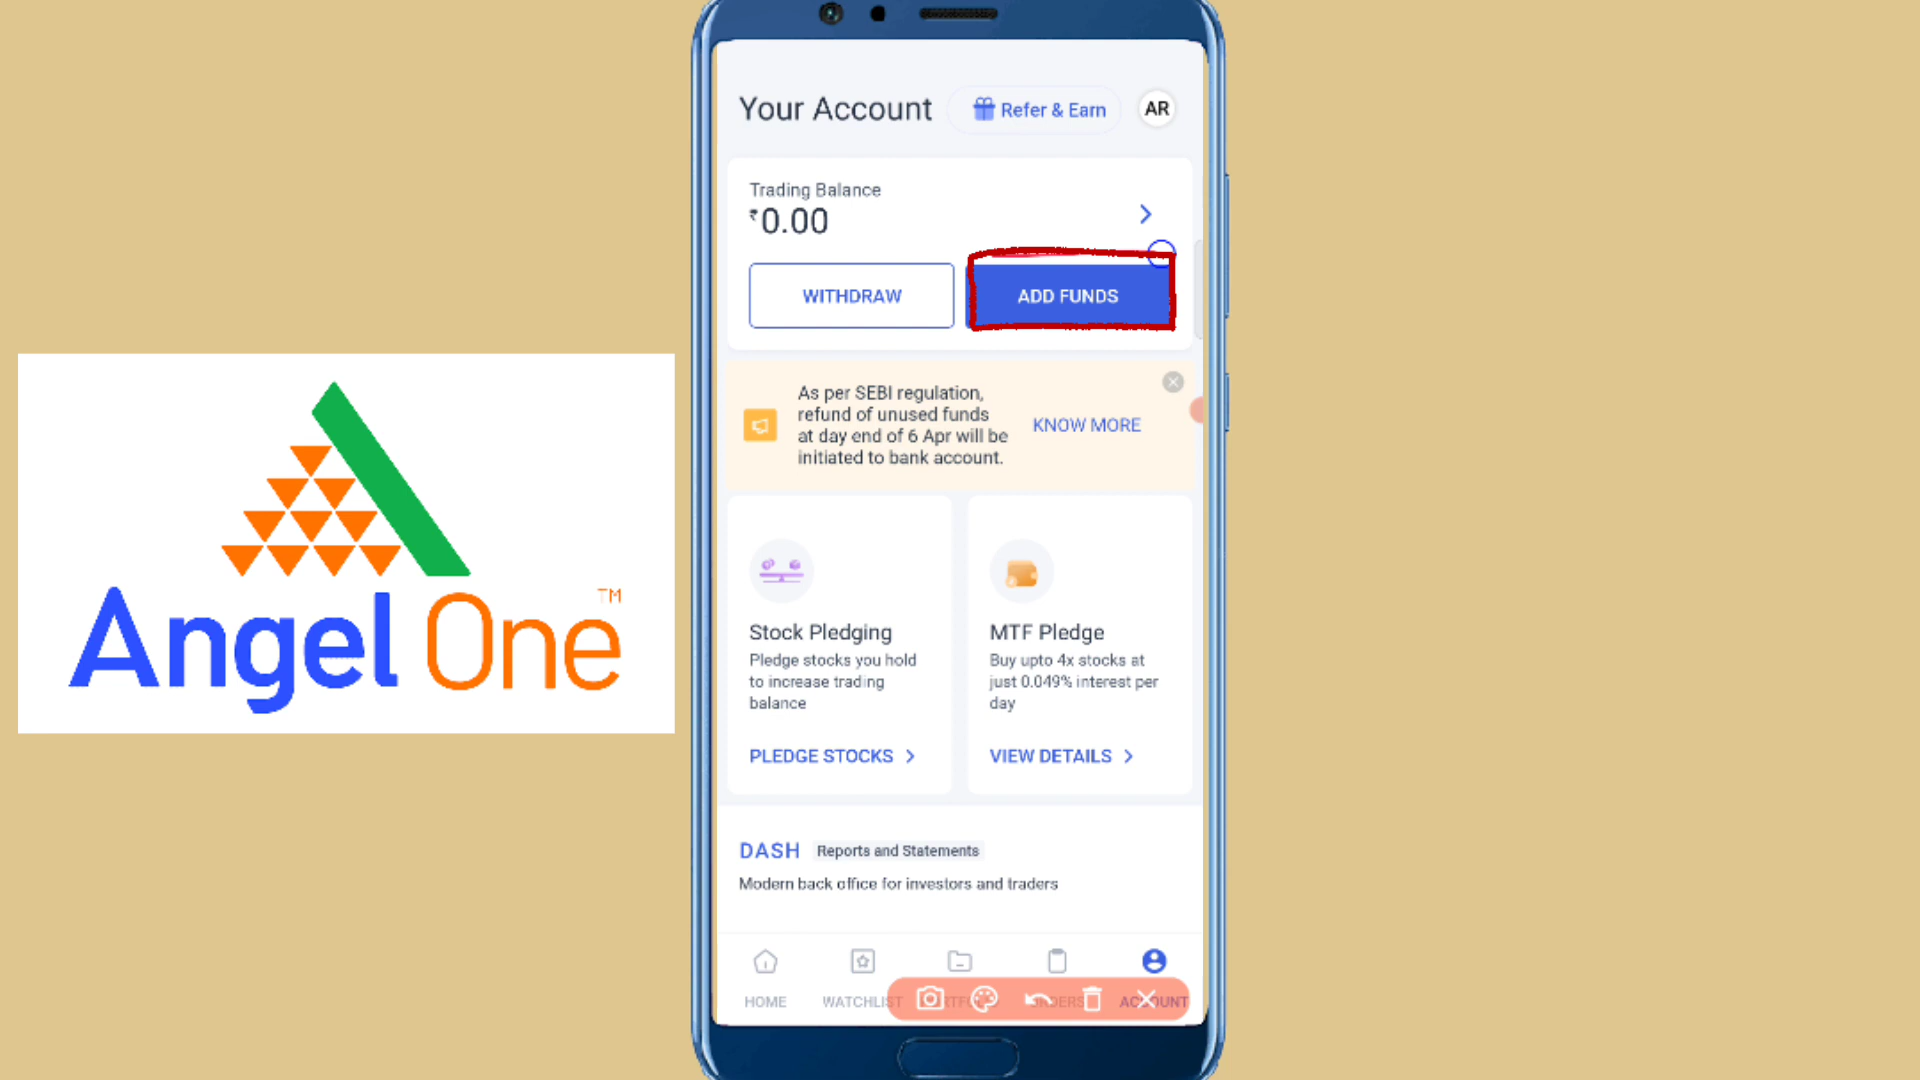 Your Account
Refer & Earn
AR
Trading Balance
₹0.00
WITHDRAW
ADD FUNDS
As per SEBI regulation,
refund of unused funds
at day end of 6 Apr will be
initiated to bank account.
KNOW MORE
Stock Pledging
Pledge stocks you hold
to increase trading
balance
PLEDGE STOCKS
MTF Pledge
Buy upto 4x stocks at
just 0.049% interest per
day
VIEW DETAILS
DASH Reports and Statements
Modern back office for investors and traders
HOME
WATCHLIST
ORDERS
ACCOUNT
Angel One TM